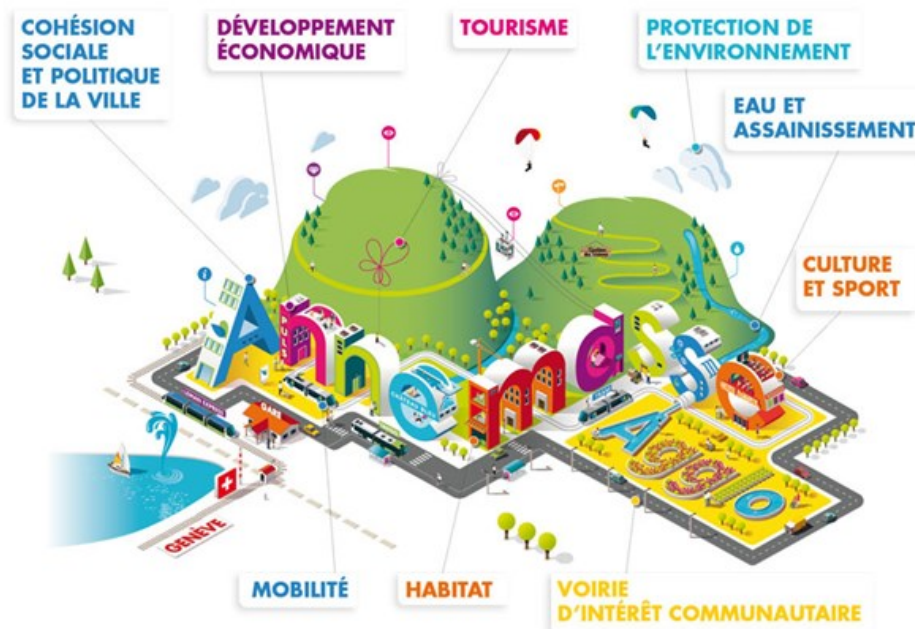 COHÉSION
SOCIALE
ET POLITIQUE
DE LA VILLE
DÉVELOPPEMENT
ÉCONOMIQUE
TOURISME
PROTECTION DE
L'ENVIRONNEMENT
EAU ET
ASSAINISSEMENT
CULTURE
ET SPORT
Annemasse
Agglo
GARE
GENÈVE
MOBILITÉ
HABITAT
VOIRIE
D'INTÉRÊT COMMUNAUTAIRE